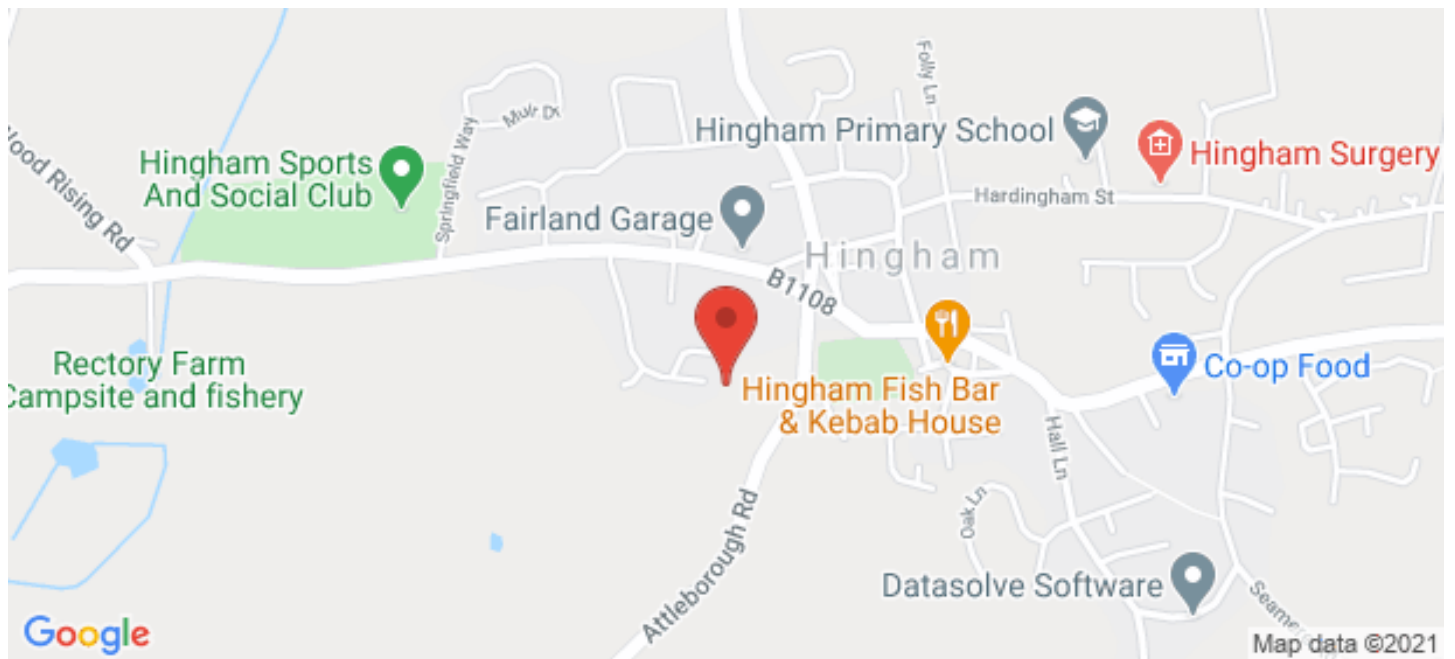 Folly Ln
Muir Dr
Hingham Primary School
Hingham Surgery
Hingham Sports
And Social Club
Springfield Way
Rising Rd
Hardingham St
Fairland Garage
Hingham
B1108
Rectory Farm
Campsite and fishery
Co-op Food
Hingham Fish Bar
& Kebab House
Hall Ln
Oak Ln
Attleborough Rd
Datasolve Software
Google
Map data ©2021